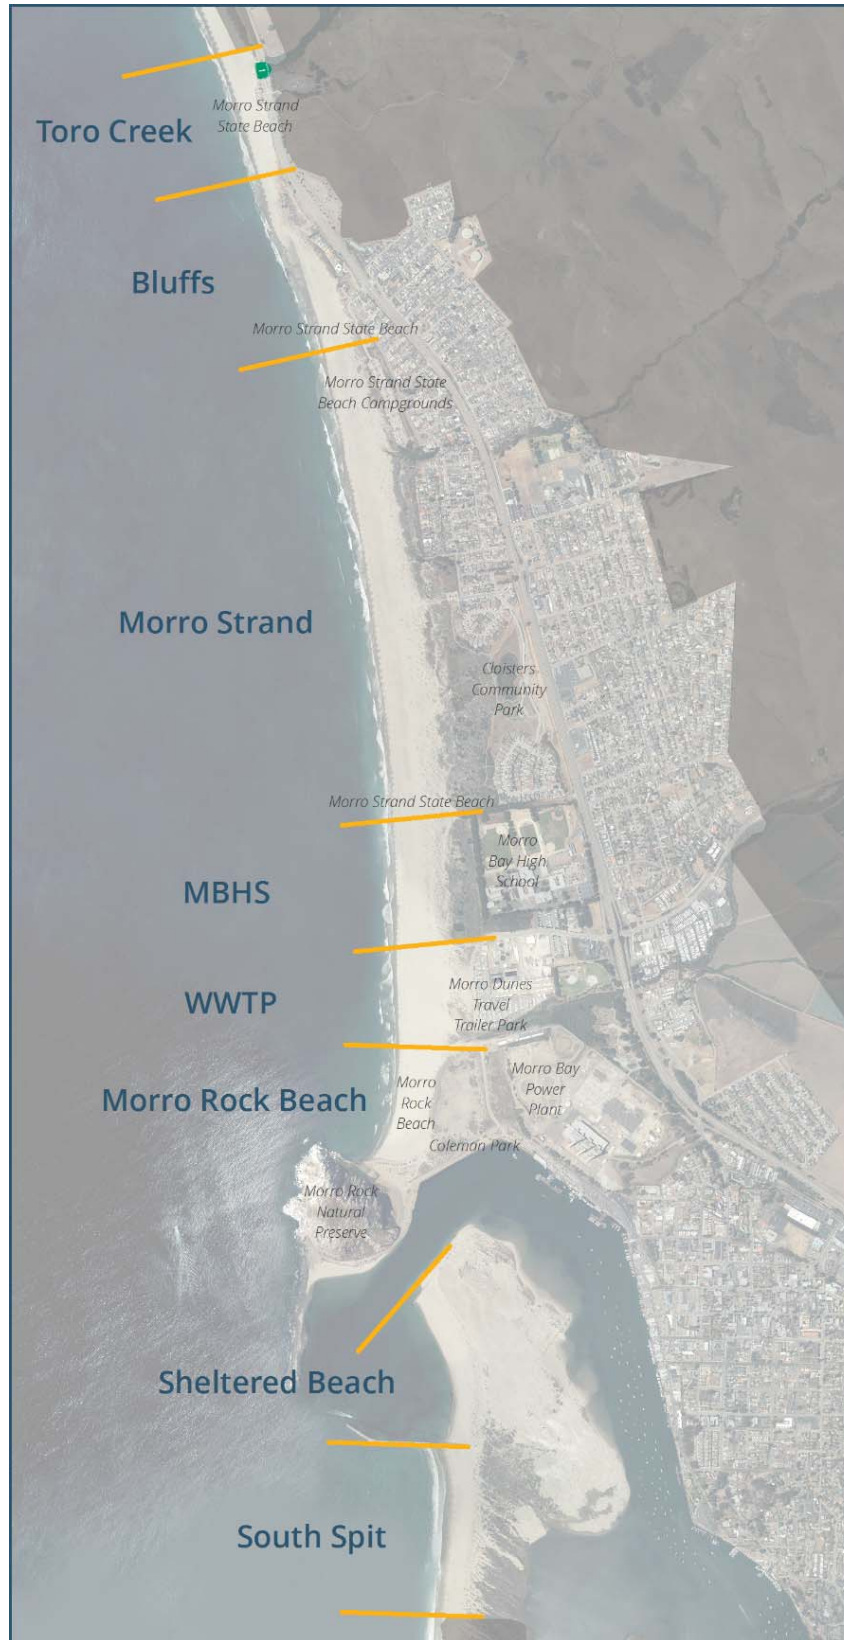 Morro Strand
State Beach
Toro Creek
Bluffs
Morro Strand State Beach
Morro Strand State
Beach Campgrounds
Morro Strand
Cloisters
Community
Park
Morro Strand State Beach
Morro
Bay High
School
MBHS
Morro Dunes
Travel
Trailer Park
WWTP
Morro Bay
Power
Plant
Morro
Rock
Beach
Morro Rock Beach
Coleman Park
Morro Rock
Natural
Preserve
Sheltered Beach
South Spit